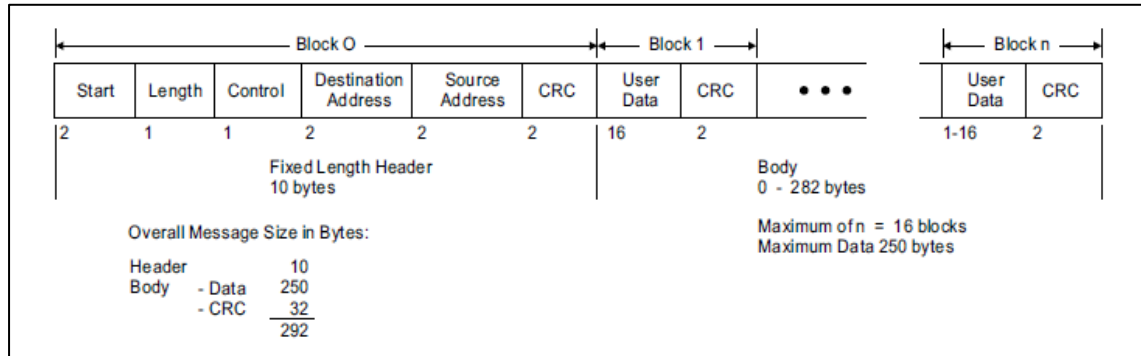 Block O Block 1 Block n
Start Length Control Destination Address Source Address CRC User Data CRC • • • User Data CRC
2 1 1 2 2 2 16 2 1-16 2
Fixed Length Header
10 bytes
Body
0 - 282 bytes
Maximum of n = 16 blocks
Maximum Data 250 bytes
Overall Message Size in Bytes:
Header 10
Body - Data 250
- CRC 32
292